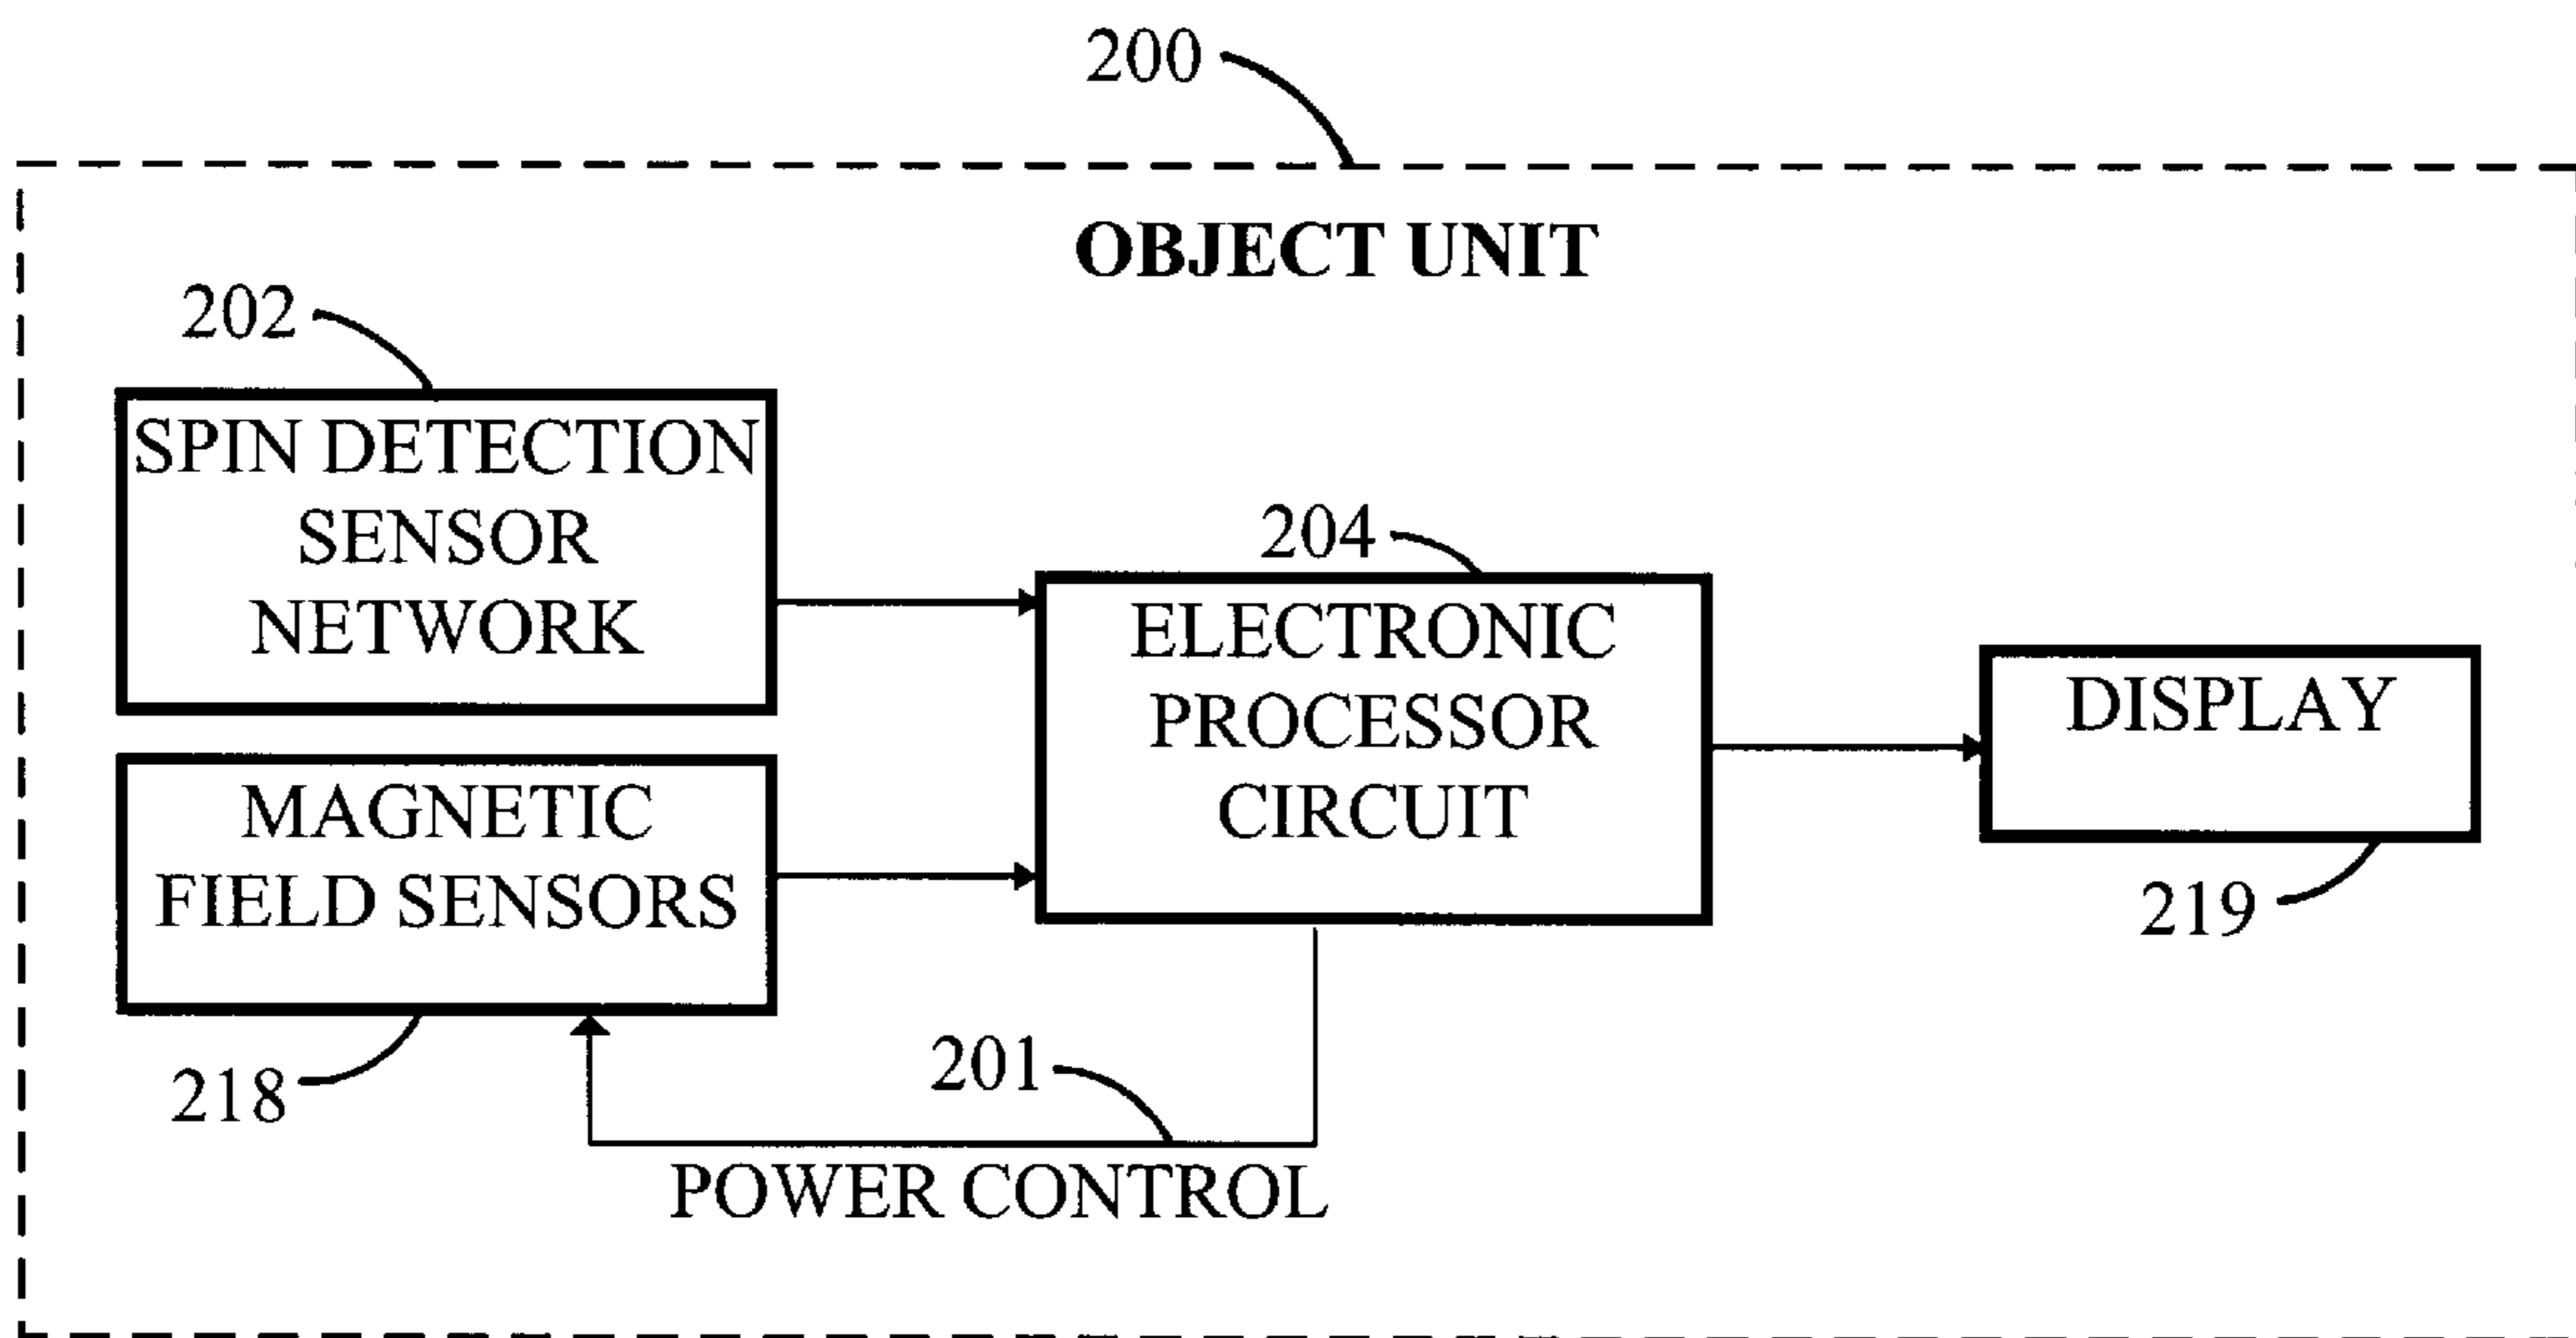 200
OBJECT UNIT
202
SPIN DETECTION
SENSOR
NETWORK
204
ELECTRONIC
PROCESSOR
CIRCUIT
DISPLAY
219
MAGNETIC
FIELD SENSORS
218
201
POWER CONTROL